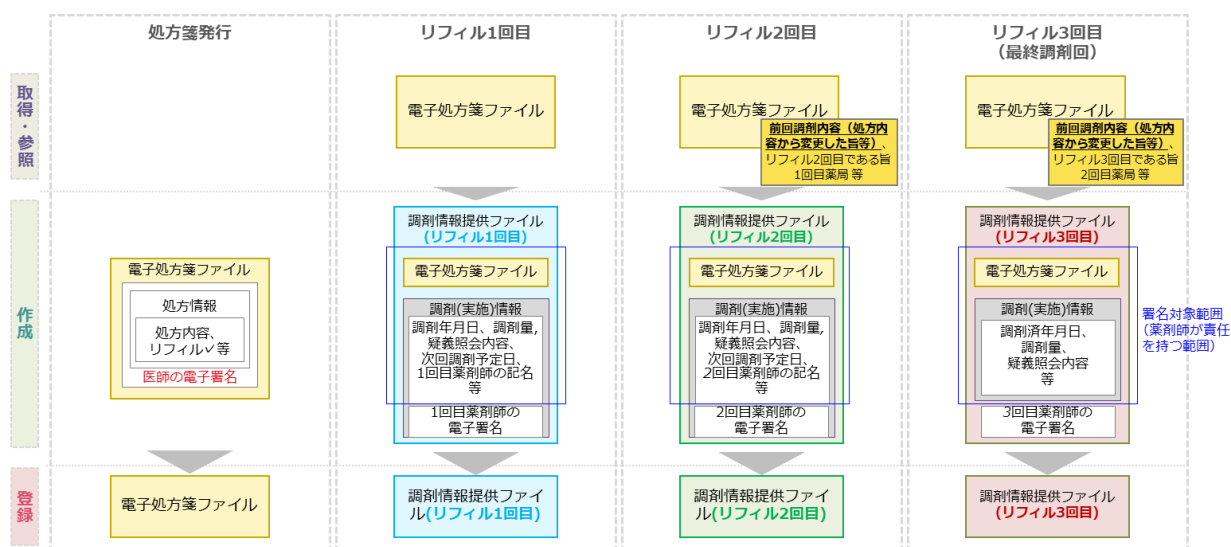 処方箋発行
リフィル1回目
リフィル2回目
リフィル3回目
（最終調剤回）
取得・参照
電子処方箋ファイル
電子処方箋ファイル
前回調剤内容（処方内
容から変更した旨等）、
リフィル2回目である旨
1回目薬局 等
電子処方箋ファイル
前回調剤内容（処方内
容から変更した旨等）、
リフィル3回目である旨
2回目薬局 等
作成
電子処方箋ファイル
処方情報
処方内容、
リフィル✓等
医師の電子署名
調剤情報提供ファイル
(リフィル1回目)
電子処方箋ファイル
調剤(実施)情報
調剤年月日、調剤量,
疑義照会内容、
次回調剤予定日、
1回目薬剤師の記名
等
1回目薬剤師の
電子署名
調剤情報提供ファイル
(リフィル2回目)
電子処方箋ファイル
調剤(実施)情報
調剤年月日、調剤量,
疑義照会内容、
次回調剤予定日、
2回目薬剤師の記名
等
2回目薬剤師の
電子署名
調剤情報提供ファイル
(リフィル3回目)
電子処方箋ファイル
調剤(実施)情報
調剤済年月日、
調剤量、
疑義照会内容
等
3回目薬剤師の
電子署名
署名対象範囲
（薬剤師が責任
を持つ範囲）
登録
電子処方箋ファイル
調剤情報提供ファイ
ル(リフィル1回目)
調剤情報提供ファイ
ル(リフィル2回目)
調剤情報提供ファイル
(リフィル3回目)